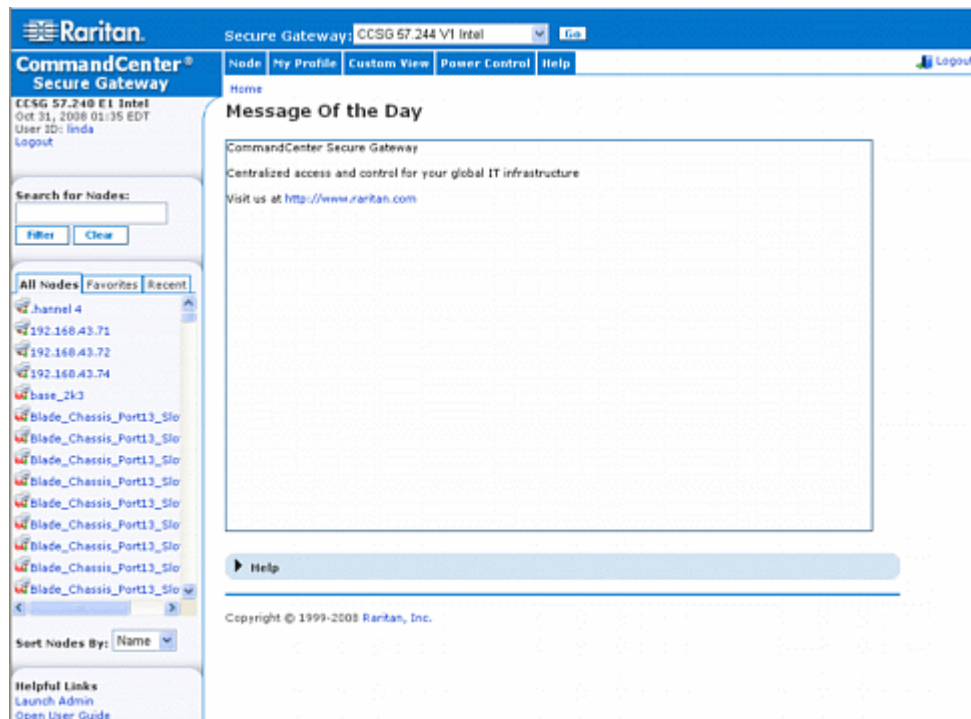 Raritan.
Secure Gateway: CCSG 57.244 V1 Intel Go
CommandCenter®
Secure Gateway
Node My Profile Custom View Power Control Help
Logout
CCSG 57.240 E1 Intel
Oct 31, 2008 01:35 EDT
User ID: linda
Logout
Home
Message Of the Day
CommandCenter Secure Gateway
Centralized access and control for your global IT infrastructure
Visit us at http://www.raritan.com
Search for Nodes:
Filter Clear
All Nodes Favorites Recent
.hannel 4
192.168.43.71
192.168.43.72
192.168.43.74
base_2k3
Blade_Chassis_Port13_Slo
Blade_Chassis_Port13_Slo
Blade_Chassis_Port13_Slo
Blade_Chassis_Port13_Slo
Blade_Chassis_Port13_Slo
Blade_Chassis_Port13_Slo
Blade_Chassis_Port13_Slo
Blade_Chassis_Port13_Slo
Blade_Chassis_Port13_Slo
Sort Nodes By: Name
Help
Copyright © 1999-2008 Raritan, Inc.
Helpful Links
Launch Admin
Open User Guide